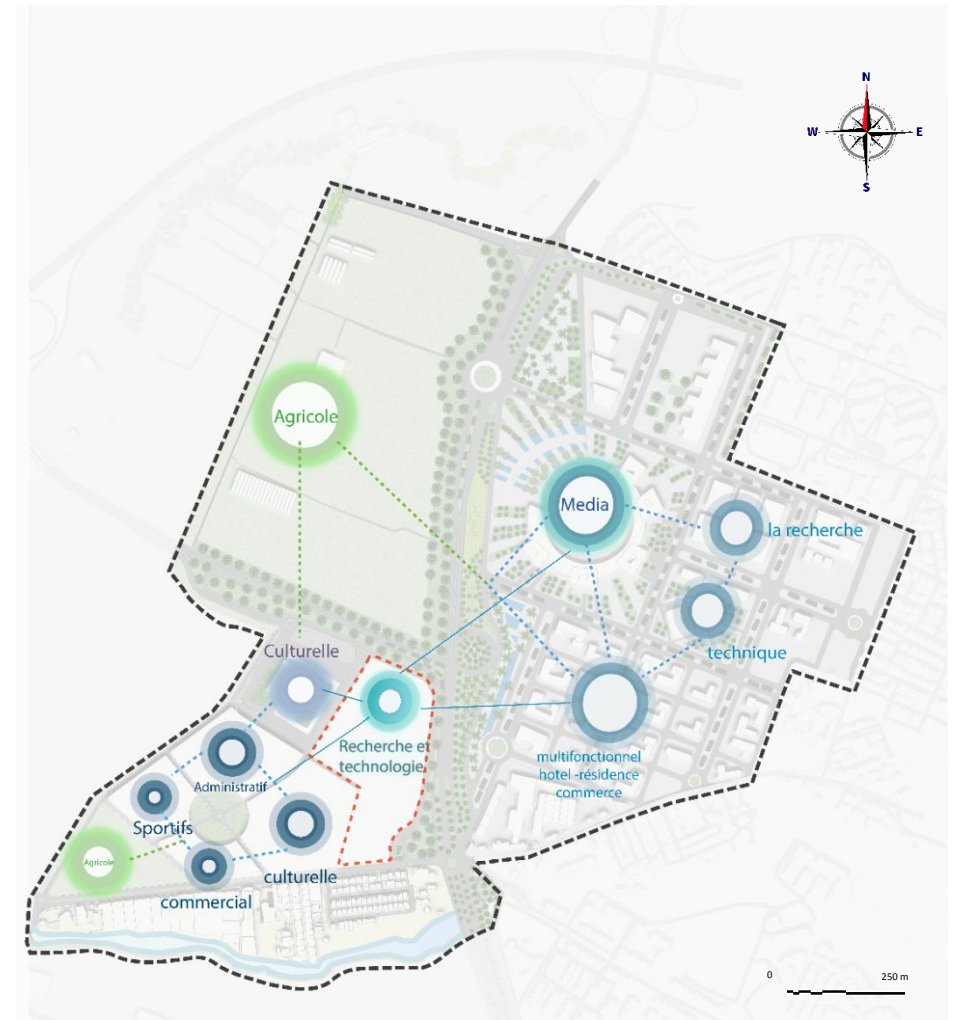 N
W
E
S
Agricole
Media
la recherche
technique
Culturelle
Recherche et
technologie
multifonctionnel
hotel -résidence
commerce
Administratif
Sportifs
Agricole
culturelle
commercial
0
250 m